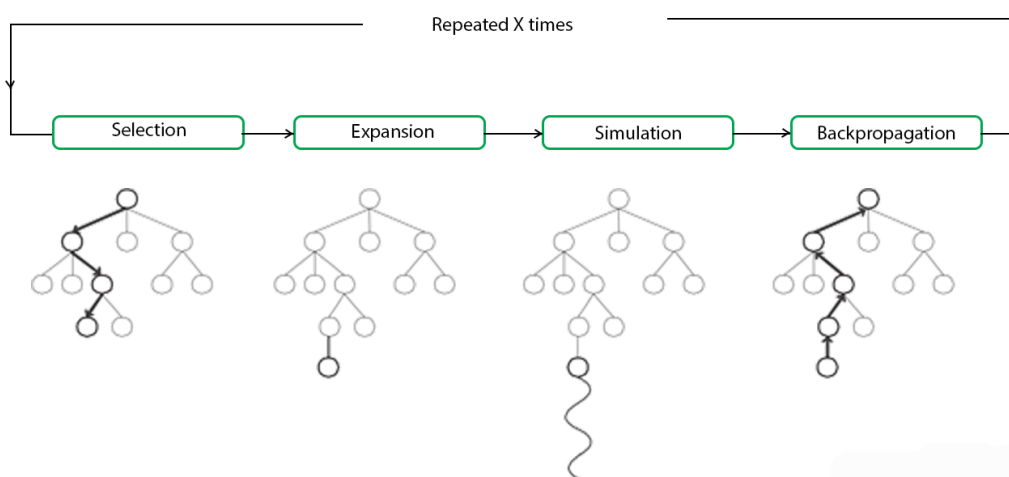 Repeated X times
Selection
Expansion
Simulation
Backpropagation